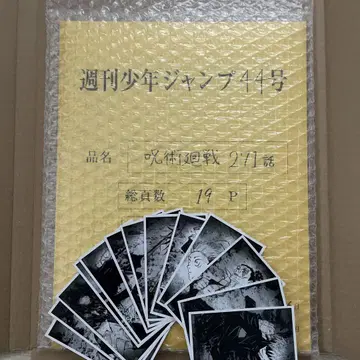 週刊少年ジャンプ44号
品名 呪術廻戦 271話
総頁数 19 P